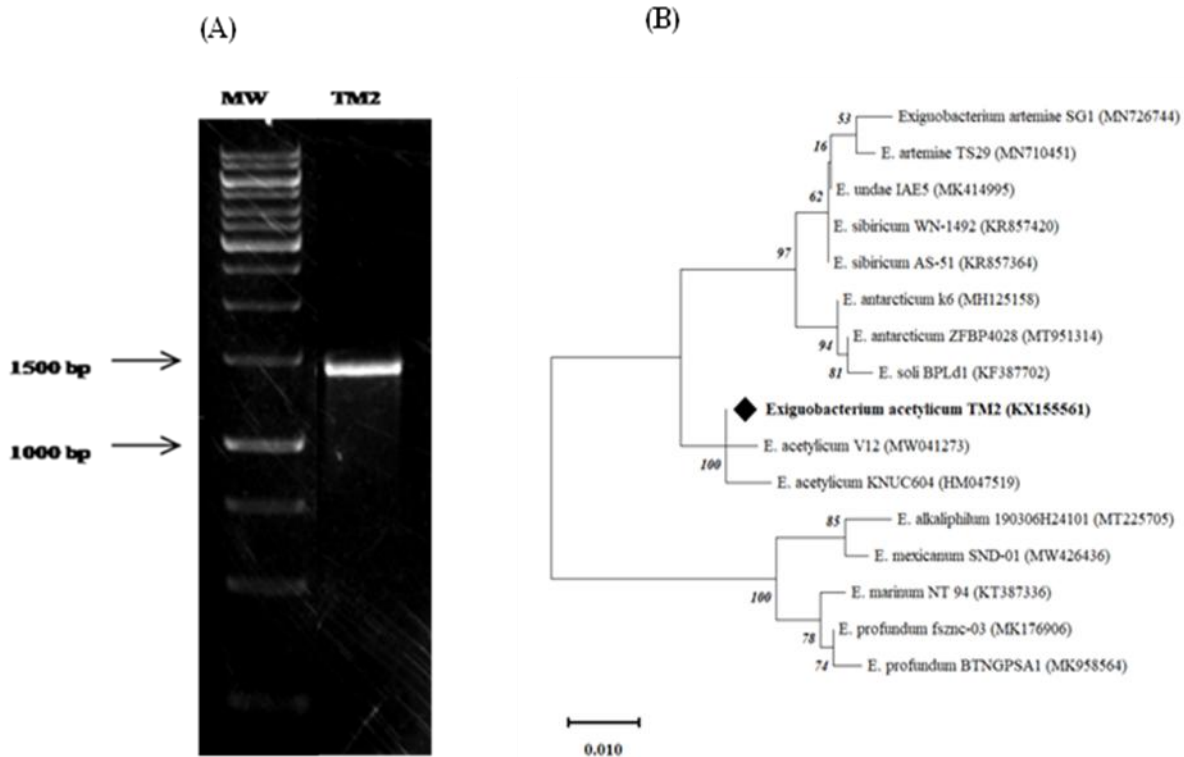 (A)
MW TM2
1500 bp
1000 bp
(B)
53
Exiguobacterium artemiae SG1 (MN726744)
16
E. artemiae TS29 (MN710451)
62
E. undae IAE5 (MK414995)
E. sibiricum WN-1492 (KR857420)
97
E. sibiricum AS-51 (KR857364)
E. antarcticum k6 (MH125158)
E. antarcticum ZFBP4028 (MT951314)
94
81
E. soli BPLd1 (KF387702)
Exiguobacterium acetylicum TM2 (KX155561)
E. acetylicum V12 (MW041273)
100
E. acetylicum KNUC604 (HM047519)
85
E. alkaliphilum 190306H24101 (MT225705)
E. mexicanum SND-01 (MW426436)
100
E. marinum NT 94 (KT387336)
78
E. profundum fsznc-03 (MK176906)
74
E. profundum BTNGPSA1 (MK958564)
0.010